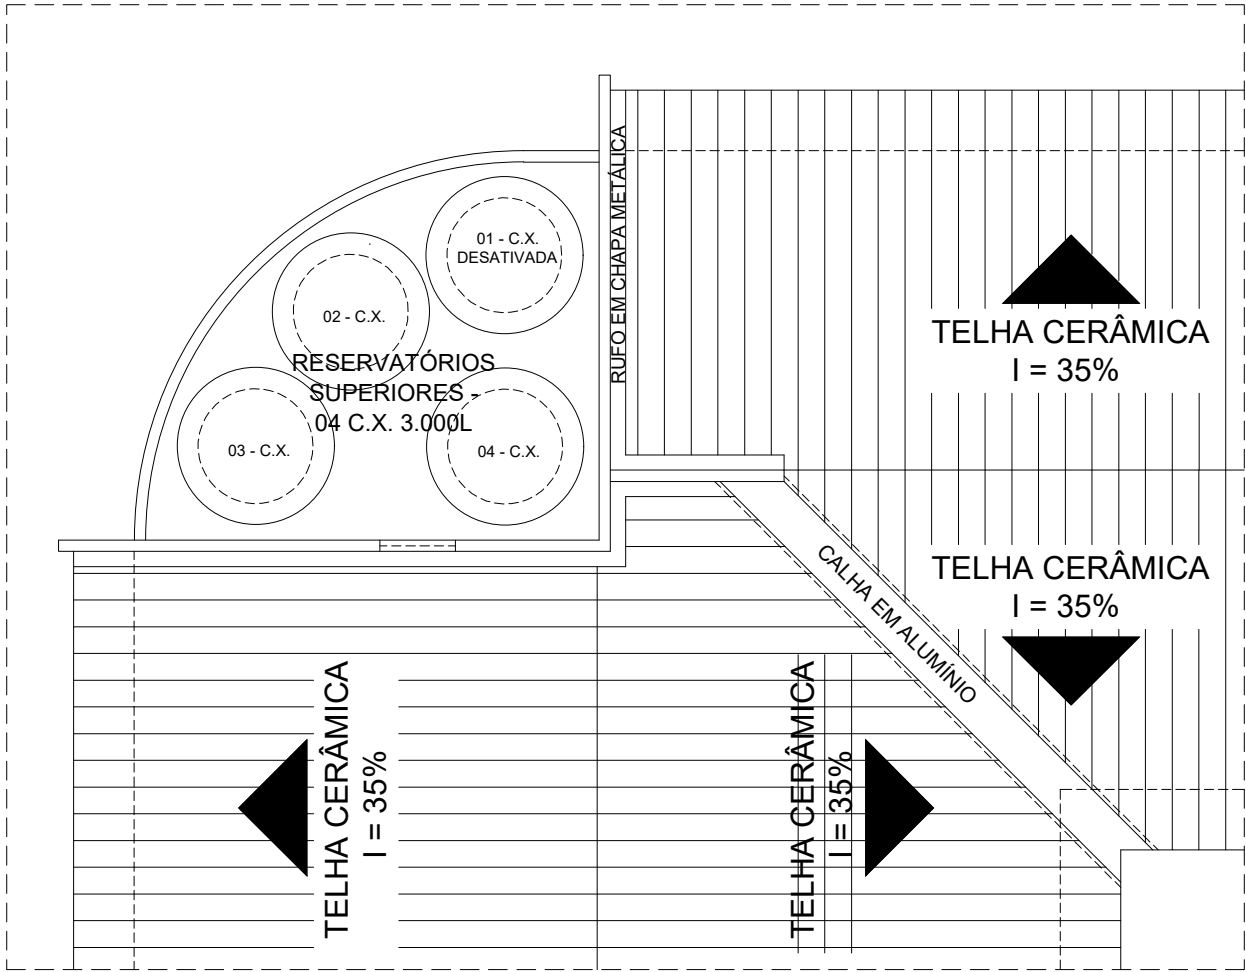 01 - C.X.
DESATIVADA
02 - C.X.
RESERVATÓRIOS
SUPERIORES -
04 C.X. 3.000L
03 - C.X.
04 - C.X.
RUFO EM CHAPA METÁLICA
TELHA CERÂMICA
I = 35%
TELHA CERÂMICA
I = 35%
CALHA EM ALUMÍNIO
TELHA CERÂMICA
I = 35%
TELHA CERÂMICA
I = 35%